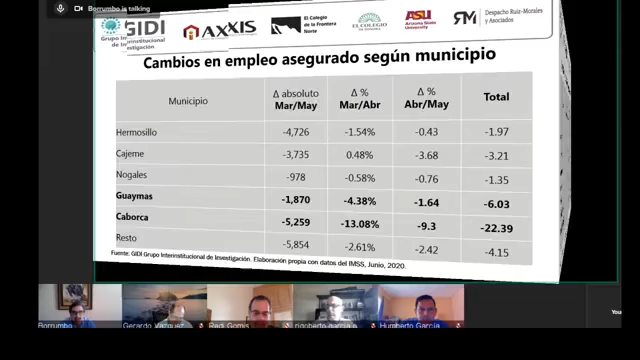 Borrumbo is talking
GIDI
Grupo
Interinstitucional
de Investigación
AXXIS
El Colegio
de la Frontera
Norte
EL COLEGIO
DE SONORA
ASU
Arizona State
University
RM
Despacho Ruiz-Morales
y Asociados
Cambios en empleo asegurado según municipio
Municipio Δ absoluto Mar/May Δ % Mar/Abr Δ % Abr/May Total
Hermosillo -4,726 -1.54% -0.43 -1.97
Cajeme -3,735 0.48% -3.68 -3.21
Nogales -978 -0.58% -0.76 -1.35
Guaymas -1,870 -4.38% -1.64 -6.03
Caborca -5,259 -13.08% -9.3 -22.39
Resto -5,854 -2.61% -2.42 -4.15
Fuente: GIDI Grupo Interinstitucional de Investigación. Elaboración propia con datos del IMSS, Junio, 2020.
Borrumbo
Gerardo Vazquez
Redi Gomis
rigoberto garcia o
Humberto García
You